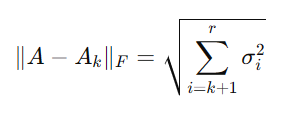 ‖A − A_k‖_F = √(∑_{i=k+1}^{r} σ_i^2)